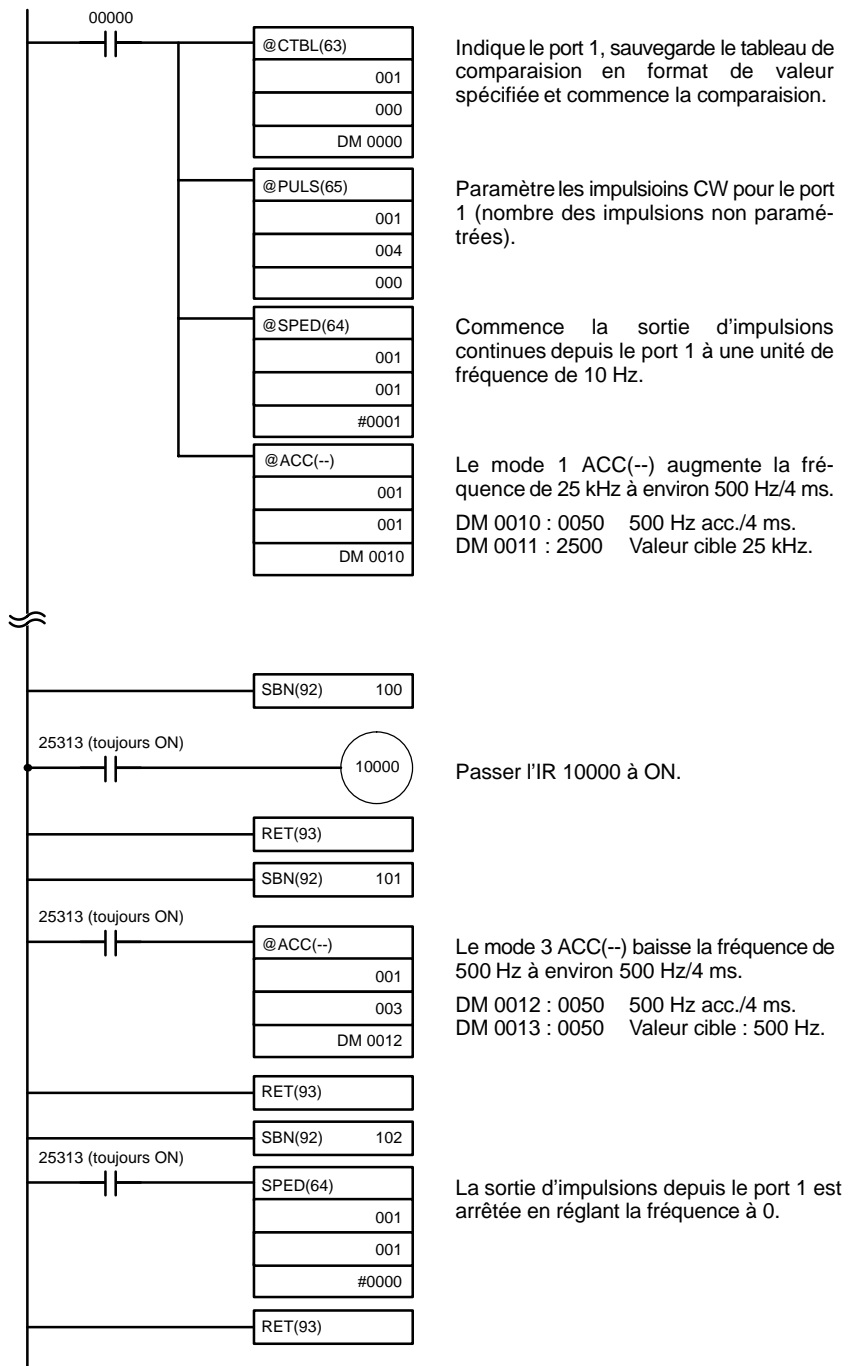 00000
@CTBL(63)
001
000
DM 0000
Indique le port 1, sauvegarde le tableau de
comparaision en format de valeur
spécifiée et commence la comparaision.
@PULS(65)
001
004
000
Paramètre les impulsioins CW pour le port
1 (nombre des impulsions non paramé-
trées).
@SPED(64)
001
001
#0001
Commence la sortie d'impulsions
continues depuis le port 1 à une unité de
fréquence de 10 Hz.
@ACC(--)
001
001
DM 0010
Le mode 1 ACC(--) augmente la fré-
quence de 25 kHz à environ 500 Hz/4 ms.
DM 0010 : 0050 500 Hz acc./4 ms.
DM 0011 : 2500 Valeur cible 25 kHz.
SBN(92) 100
25313 (toujours ON)
10000
Passer l'IR 10000 à ON.
RET(93)
SBN(92) 101
25313 (toujours ON)
@ACC(--)
001
003
DM 0012
Le mode 3 ACC(--) baisse la fréquence de
500 Hz à environ 500 Hz/4 ms.
DM 0012 : 0050 500 Hz acc./4 ms.
DM 0013 : 0050 Valeur cible : 500 Hz.
RET(93)
SBN(92) 102
25313 (toujours ON)
SPED(64)
001
001
#0000
La sortie d'impulsions depuis le port 1 est
arrêtée en réglant la fréquence à 0.
RET(93)